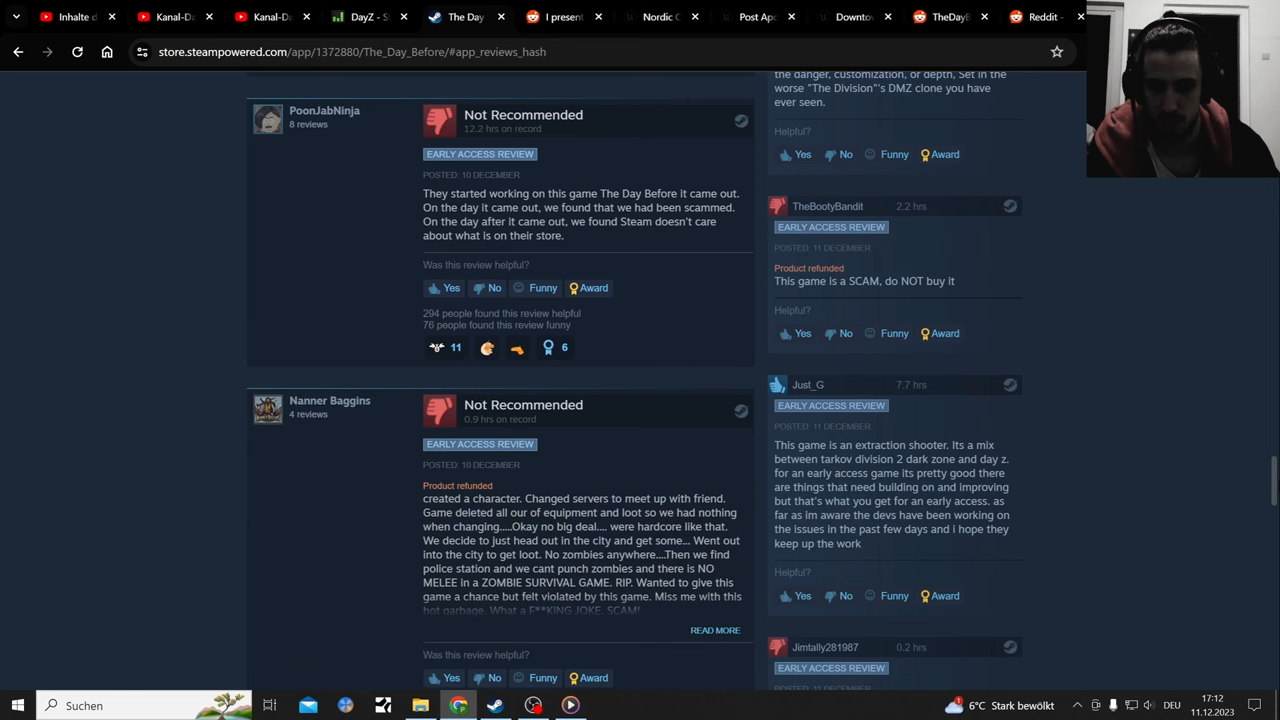 Inhalte d
Kanal-Da
Kanal-Da
DayZ - S
The Day
I present
Nordic C
Post Apo
Downtow
TheDayB
Reddit -
store.steampowered.com/app/1372880/The_Day_Before/#app_reviews_hash
PoonJabNinja
8 reviews
Not Recommended
12.2 hrs on record
EARLY ACCESS REVIEW
POSTED: 10 DECEMBER
They started working on this game The Day Before it came out.
On the day it came out, we found that we had been scammed.
On the day after it came out, we found Steam doesn't care
about what is on their store.
Was this review helpful?
Yes No Funny Award
294 people found this review helpful
76 people found this review funny
11
6
Nanner Baggins
4 reviews
Not Recommended
0.9 hrs on record
EARLY ACCESS REVIEW
POSTED: 10 DECEMBER
Product refunded
created a character. Changed servers to meet up with friend.
Game deleted all our of equipment and loot so we had nothing
when changing.....Okay no big deal.... were hardcore like that.
We decide to just head out in the city and get some... Went out
into the city to get loot. No zombies anywhere....Then we find
police station and we cant punch zombies and there is NO
MELEE in a ZOMBIE SURVIVAL GAME. RIP. Wanted to give this
game a chance but felt violated by this game. Miss me with this
hot garbage. What a F**KING JOKE, SCAM!
READ MORE
Was this review helpful?
Yes No Funny Award
the danger, customization, or depth, Set in the
worse "The Division"'s DMZ clone you have
ever seen.
Helpful?
Yes No Funny Award
TheBootyBandit 2.2 hrs
EARLY ACCESS REVIEW
POSTED: 11 DECEMBER
Product refunded
This game is a SCAM, do NOT buy it
Helpful?
Yes No Funny Award
Just_G 7.7 hrs
EARLY ACCESS REVIEW
POSTED: 11 DECEMBER
This game is an extraction shooter. Its a mix
between tarkov division 2 dark zone and day z.
for an early access game its pretty good there
are things that need building on and improving
but that's what you get for an early access. as
far as im aware the devs have been working on
the issues in the past few days and i hope they
keep up the work
Helpful?
Yes No Funny Award
Jimtally281987 0.2 hrs
EARLY ACCESS REVIEW
POSTED: 11 DECEMBER
Suchen
6°C Stark bewölkt
DEU
17:12
11.12.2023